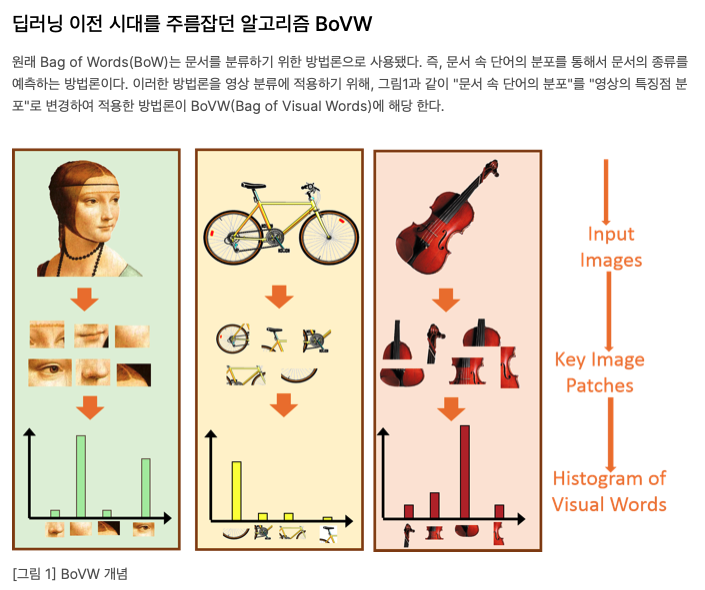 딥러닝 이전 시대를 주름잡던 알고리즘 BoVW
원래 Bag of Words(BoW)는 문서를 분류하기 위한 방법론으로 사용됐다. 즉, 문서 속 단어의 분포를 통해서 문서의 종류를
예측하는 방법론이다. 이러한 방법론을 영상 분류에 적용하기 위해, 그림1과 같이 "문서 속 단어의 분포"를 "영상의 특징점 분
포"로 변경하여 적용한 방법론이 BoVW(Bag of Visual Words)에 해당 한다.
Input
Images
Key Image
Patches
Histogram of
Visual Words
[그림 1] BoVW 개념